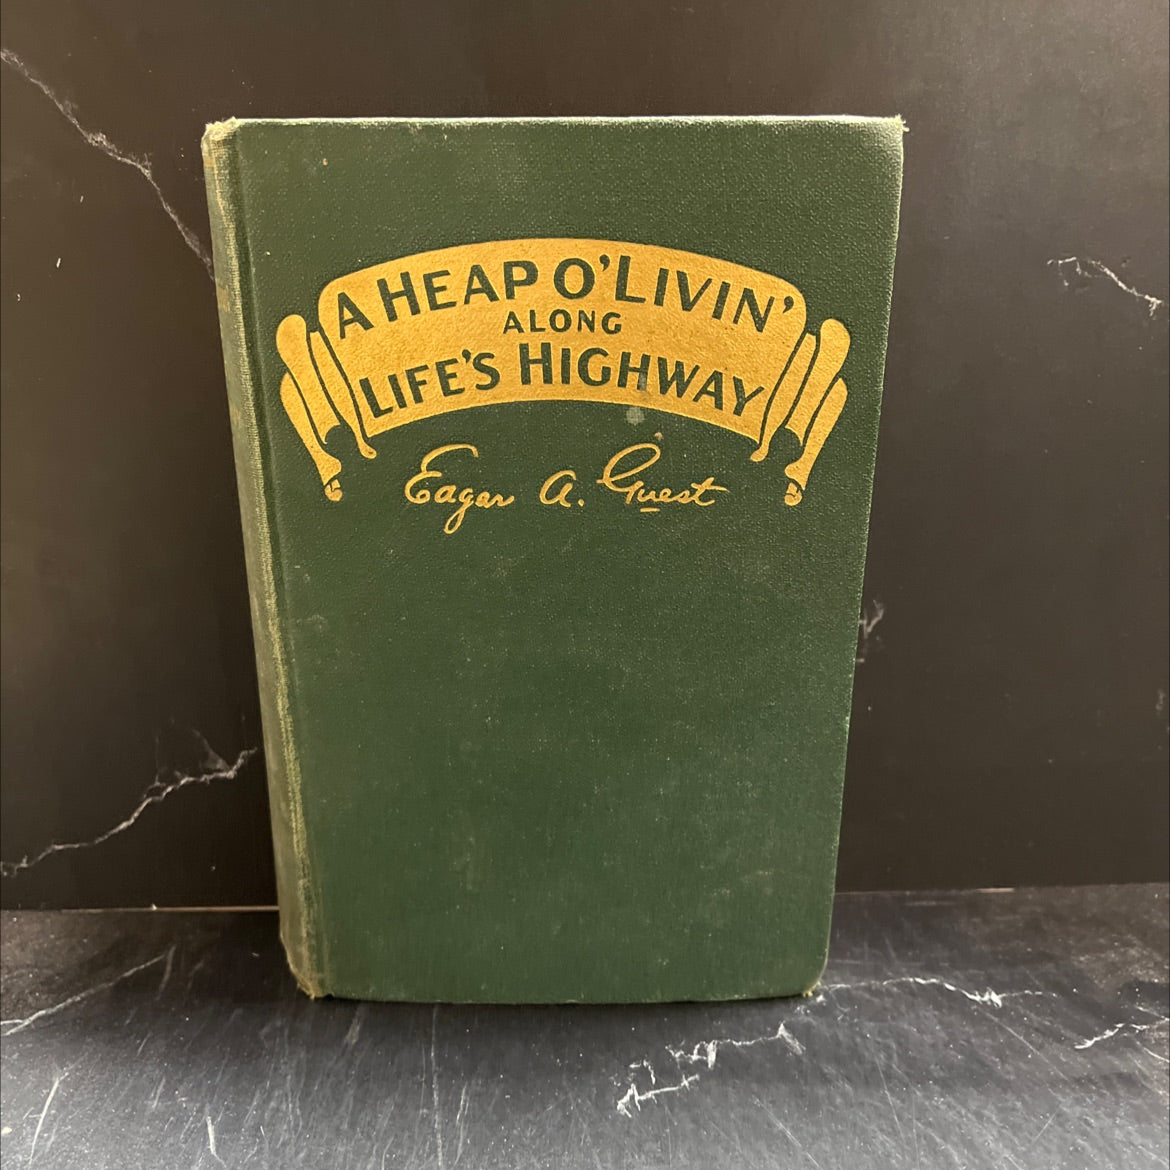 A HEAP O' LIVIN'
ALONG
LIFE'S HIGHWAY
Edgar A. Guest